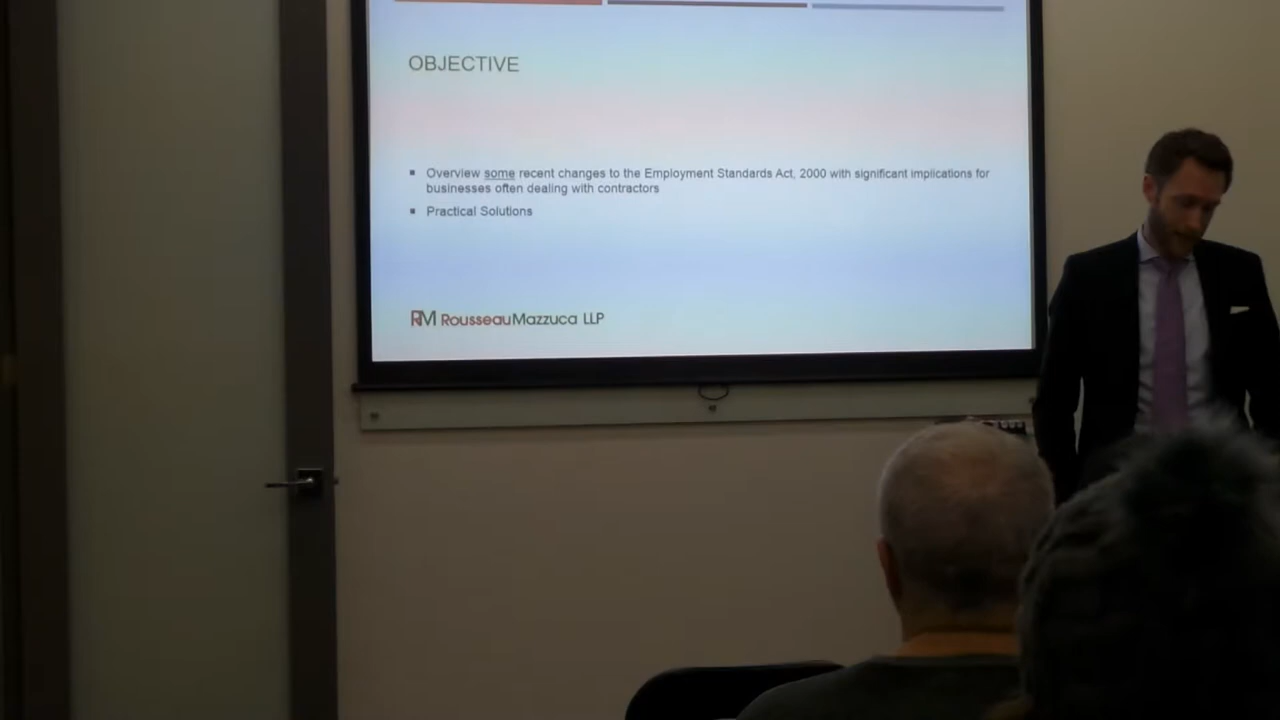 OBJECTIVE
▪ Overview some recent changes to the Employment Standards Act, 2000 with significant implications for
businesses often dealing with contractors
▪ Practical Solutions
RM RousseauMazzuca LLP